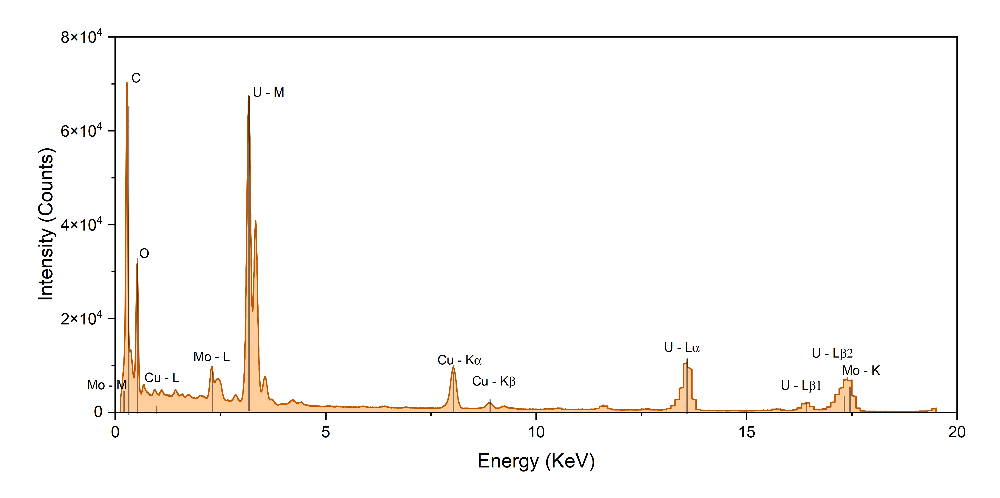 8×10⁴
6×10⁴
4×10⁴
2×10⁴
0
Intensity (Counts)
C
U - M
O
Mo - M
Cu - L
Mo - L
Cu - Kα
Cu - Kβ
U - Lα
U - Lβ1
U - Lβ2
Mo - K
0 5 10 15 20
Energy (KeV)